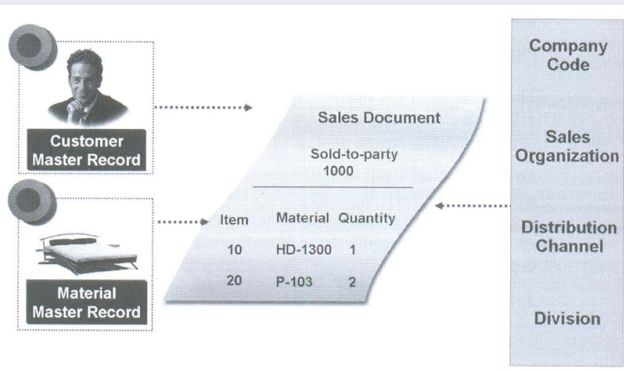 Customer
Master Record
Material
Master Record
Sales Document
Sold-to-party
1000
Item Material Quantity
10 HD-1300 1
20 P-103 2
Company
Code
Sales
Organization
Distribution
Channel
Division